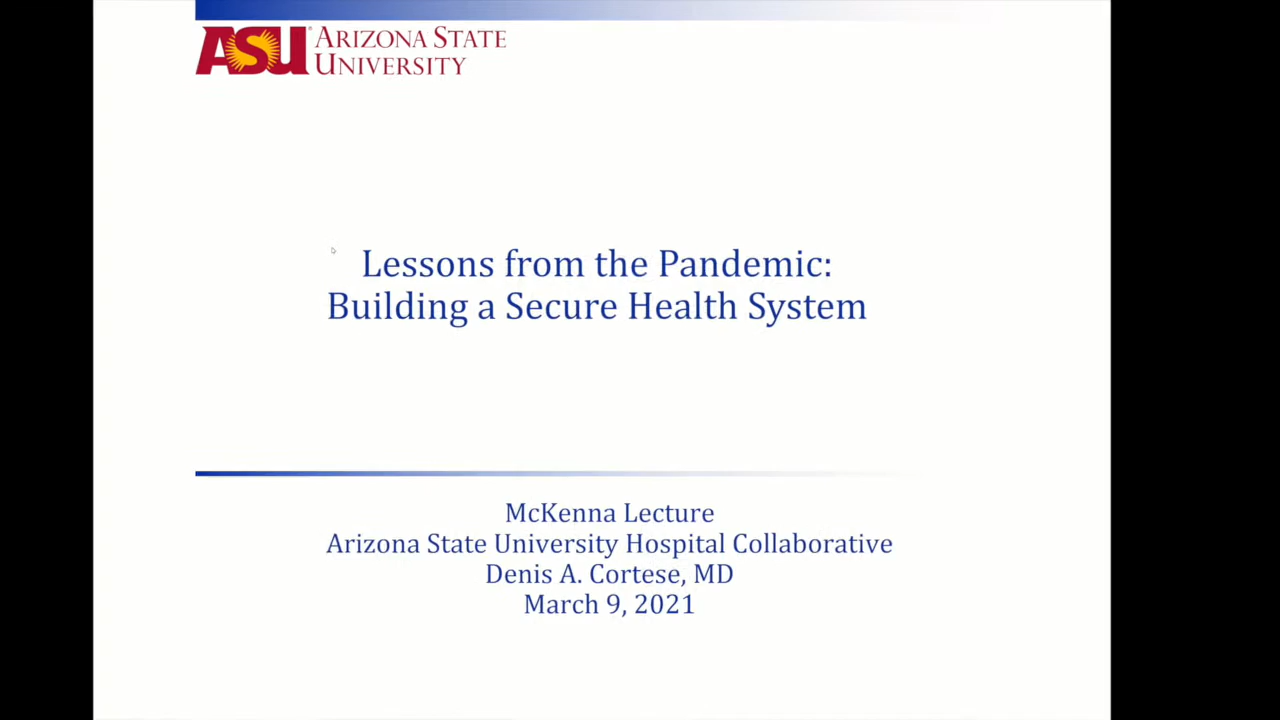 ASU ARIZONA STATE
UNIVERSITY
Lessons from the Pandemic:
Building a Secure Health System
McKenna Lecture
Arizona State University Hospital Collaborative
Denis A. Cortese, MD
March 9, 2021